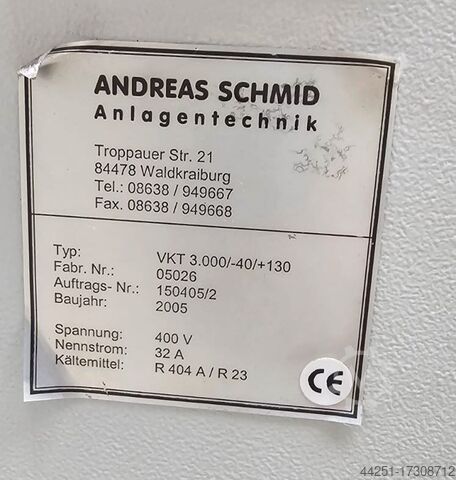 ANDREAS SCHMID
Anlagentechnik
Troppauer Str. 21
84478 Waldkraiburg
Tel.: 08638 / 949667
Fax. 08638 / 949668
Typ: VKT 3.000/-40/+130
Fabr. Nr.: 05026
Auftrags- Nr.: 150405/2
Baujahr: 2005
Spannung: 400 V
Nennstrom: 32 A
Kältemittel: R 404 A / R 23
CE
44251-17308712